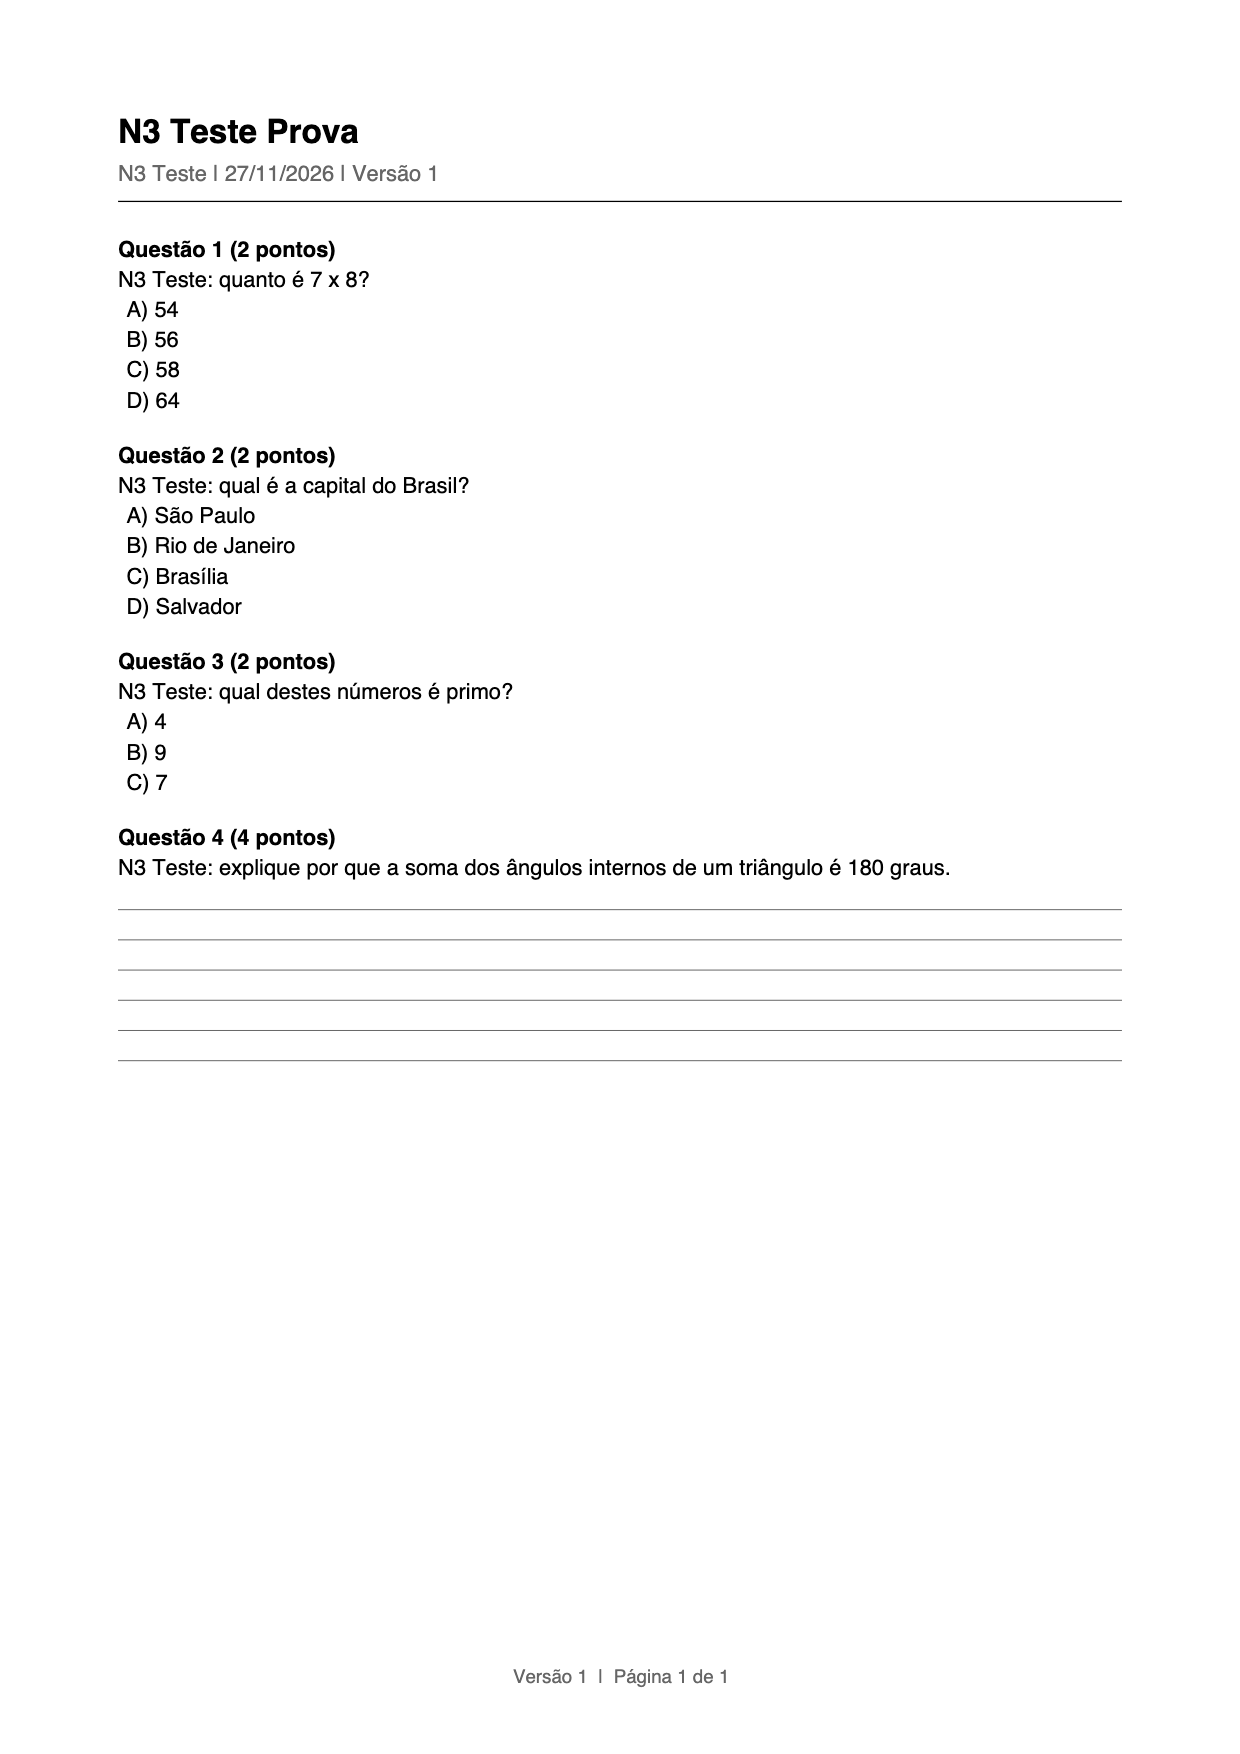 N3 Teste Prova
N3 Teste | 27/11/2026 | Versão 1
Questão 1 (2 pontos)
N3 Teste: quanto é 7 x 8?
A) 54
B) 56
C) 58
D) 64
Questão 2 (2 pontos)
N3 Teste: qual é a capital do Brasil?
A) São Paulo
B) Rio de Janeiro
C) Brasília
D) Salvador
Questão 3 (2 pontos)
N3 Teste: qual destes números é primo?
A) 4
B) 9
C) 7
Questão 4 (4 pontos)
N3 Teste: explique por que a soma dos ângulos internos de um triângulo é 180 graus.
Versão 1 | Página 1 de 1